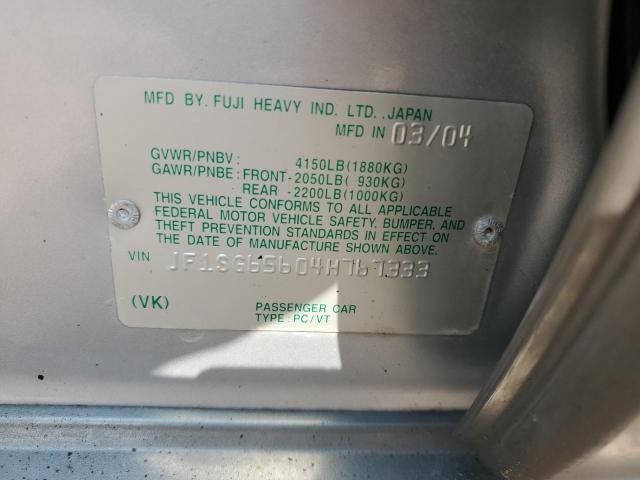 MFD BY. FUJI HEAVY IND. LTD., JAPAN
MFD IN 03/04
GVWR/PNBV: 4150LB(1880KG)
GAWR/PNBE: FRONT-2050LB( 930KG)
REAR -2200LB(1000KG)
THIS VEHICLE CONFORMS TO ALL APPLICABLE
FEDERAL MOTOR VEHICLE SAFETY, BUMPER, AND
THEFT PREVENTION STANDARDS IN EFFECT ON
THE DATE OF MANUFACTURE SHOWN ABOVE.
VIN JF1SG65604H767333
(VK) PASSENGER CAR
TYPE: PC/VT